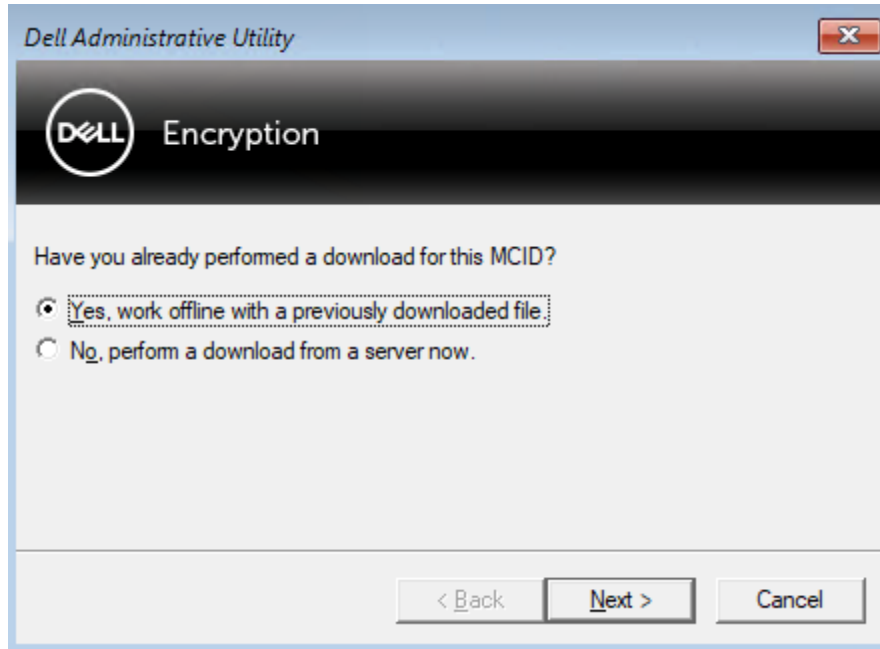 Dell Administrative Utility
DELL Encryption
Have you already performed a download for this MCID?
Yes, work offline with a previously downloaded file.
No, perform a download from a server now.
< Back Next > Cancel